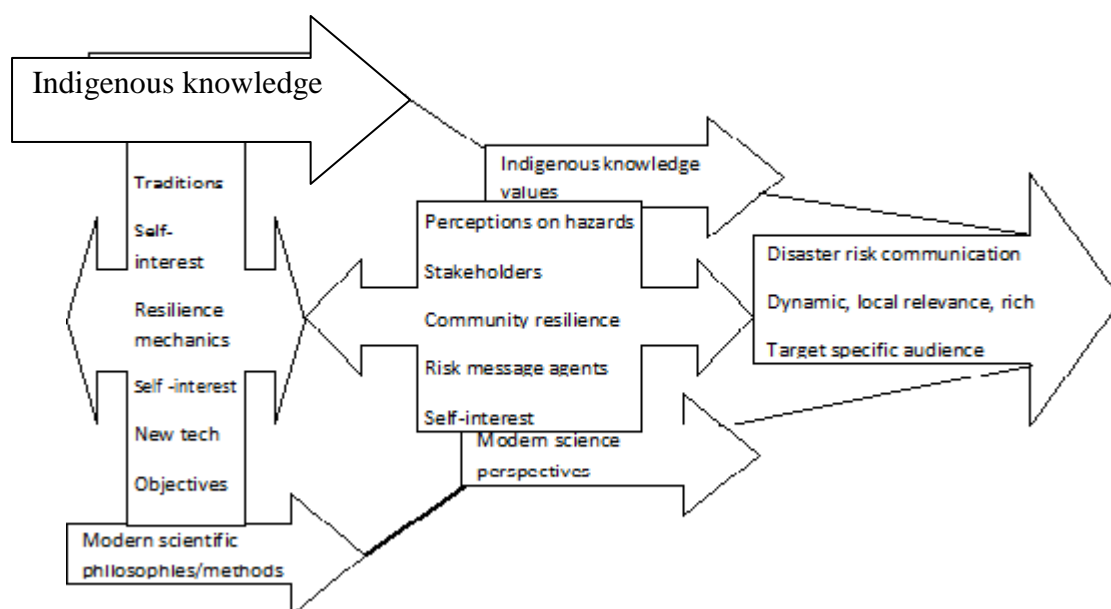 Indigenous knowledge
Traditions
Self-
interest
Resilience
mechanics
Self -interest
New tech
Objectives
Modern scientific
philosophies/methods
Indigenous knowledge
values
Perceptions on hazards
Stakeholders
Community resilience
Risk message agents
Self-interest
Modern science
perspectives
Disaster risk communication
Dynamic, local relevance, rich
Target specific audience